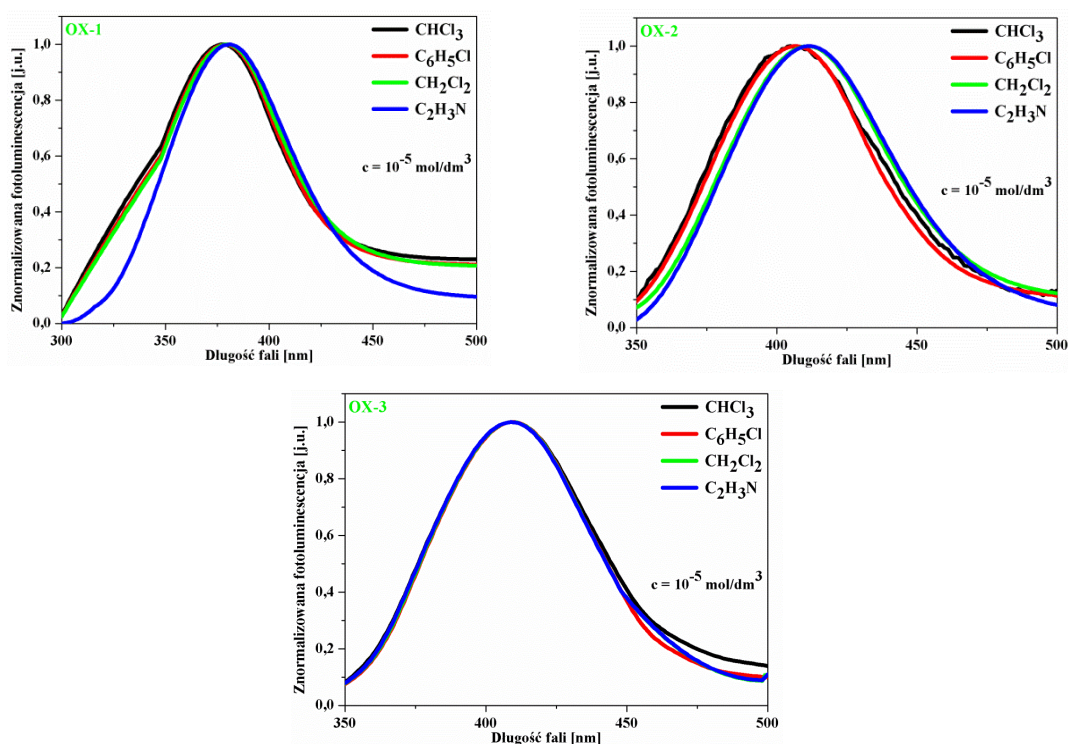 OX-1
CHCl3
C6H5Cl
CH2Cl2
C2H3N
c = 10-5 mol/dm3
Znormalizowana fotoluminescencja [j.u.]
1,0
0,8
0,6
0,4
0,2
0,0
300 350 400 450 500
Długość fali [nm]
OX-2
CHCl3
C6H5Cl
CH2Cl2
C2H3N
c = 10-5 mol/dm3
Znormalizowana fotoluminescencja [j.u.]
1,0
0,8
0,6
0,4
0,2
0,0
350 400 450 500
Długość fali [nm]
OX-3
CHCl3
C6H5Cl
CH2Cl2
C2H3N
c = 10-5 mol/dm3
Znormalizowana fotoluminescencja [j.u.]
1,0
0,8
0,6
0,4
0,2
0,0
350 400 450 500
Długość fali [nm]